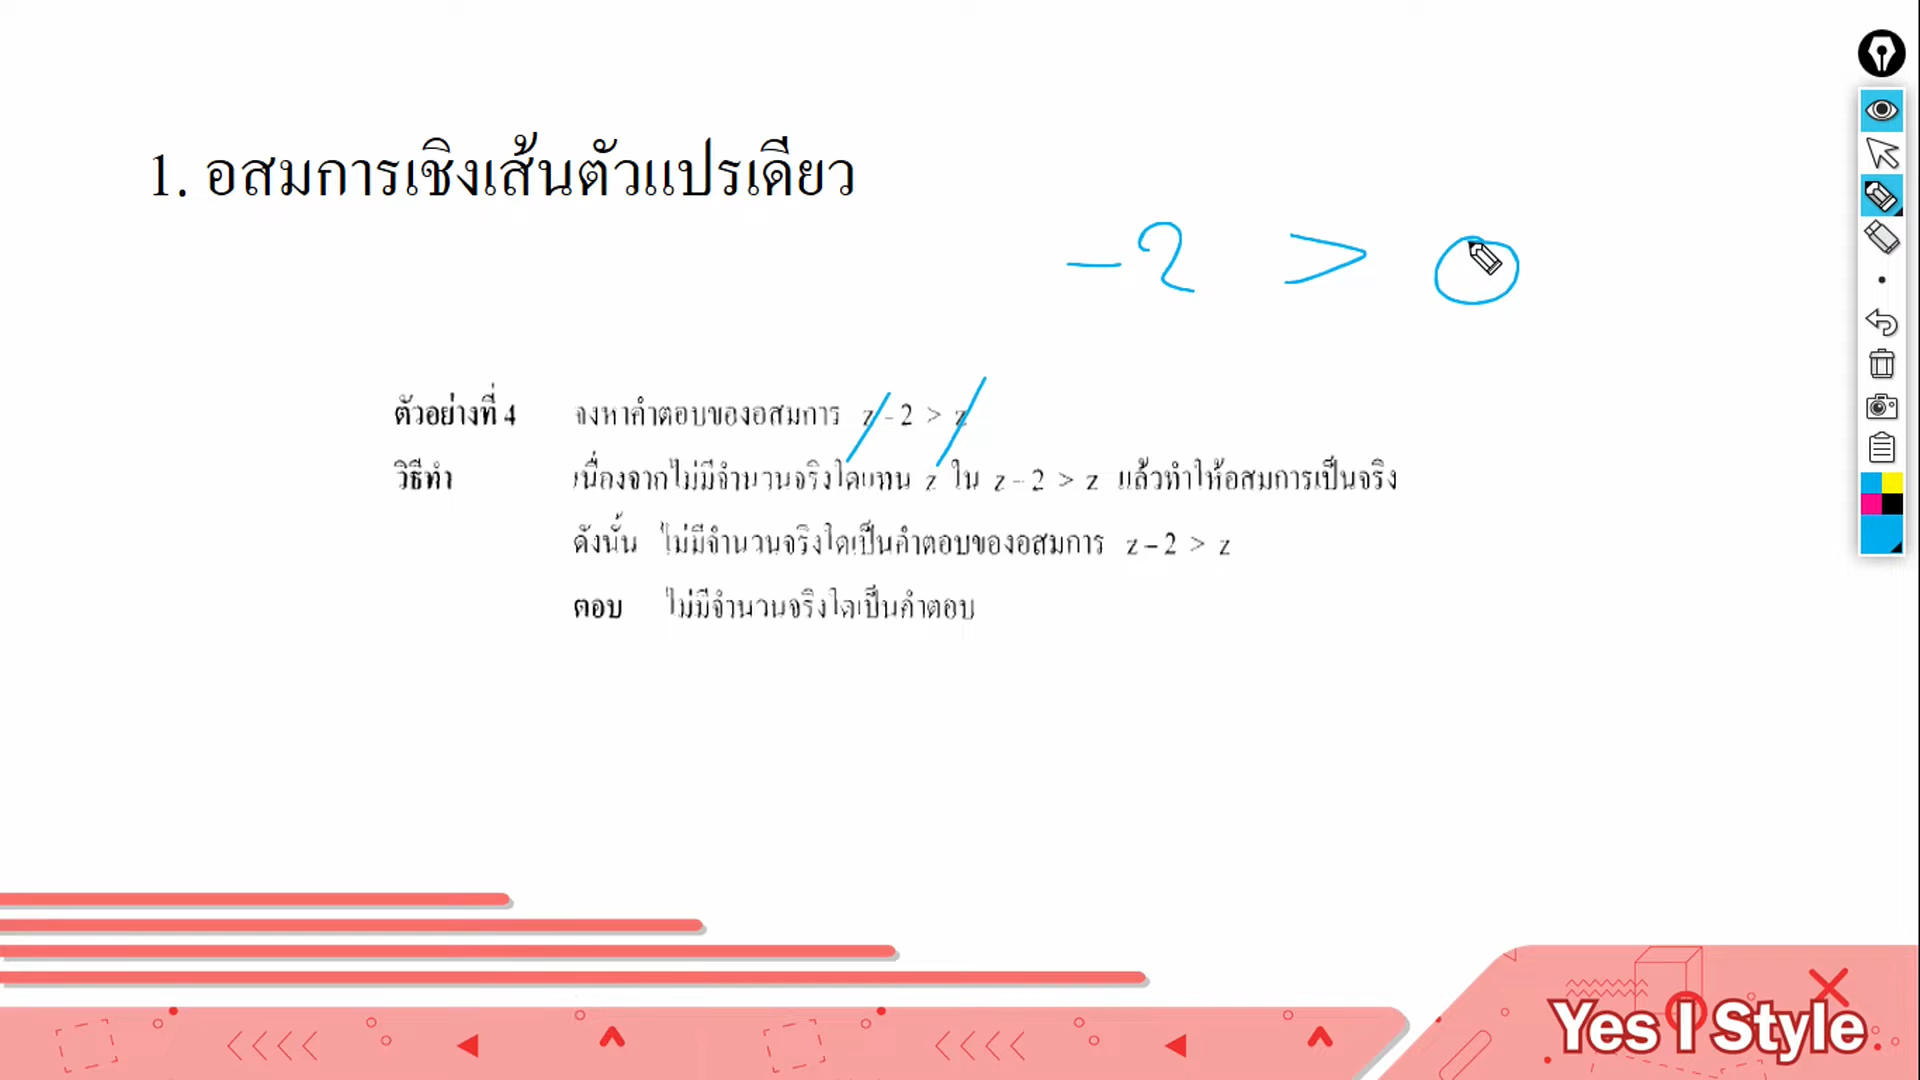 1. อสมการเชิงเส้นตัวแปรเดียว
-2 > 0
ตัวอย่างที่ 4 จงหาคำตอบของอสมการ z - 2 > z
วิธีทำ เนื่องจากไม่มีจำนวนจริงใดแทน z ใน z - 2 > z แล้วทำให้อสมการเป็นจริง
ดังนั้น ไม่มีจำนวนจริงใดเป็นคำตอบของอสมการ z - 2 > z
ตอบ ไม่มีจำนวนจริงใดเป็นคำตอบ
Yes I Style